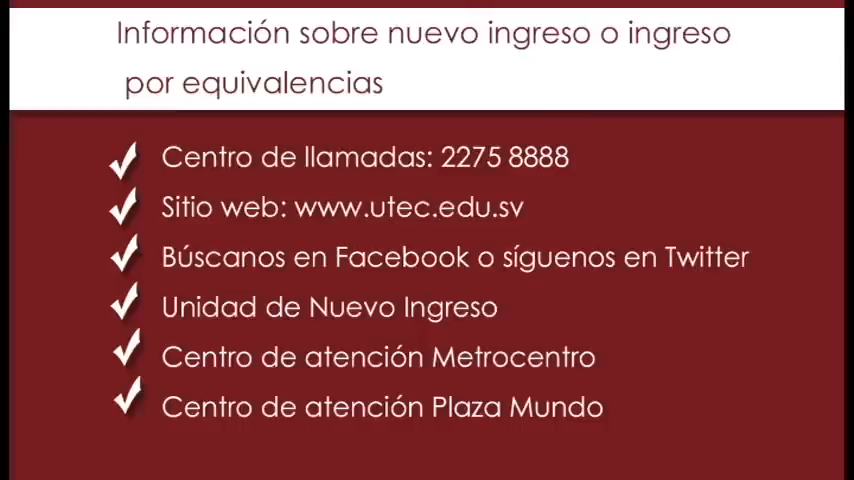 Información sobre nuevo ingreso o ingreso
por equivalencias
Centro de llamadas: 2275 8888
Sitio web: www.utec.edu.sv
Búscanos en Facebook o síguenos en Twitter
Unidad de Nuevo Ingreso
Centro de atención Metrocentro
Centro de atención Plaza Mundo